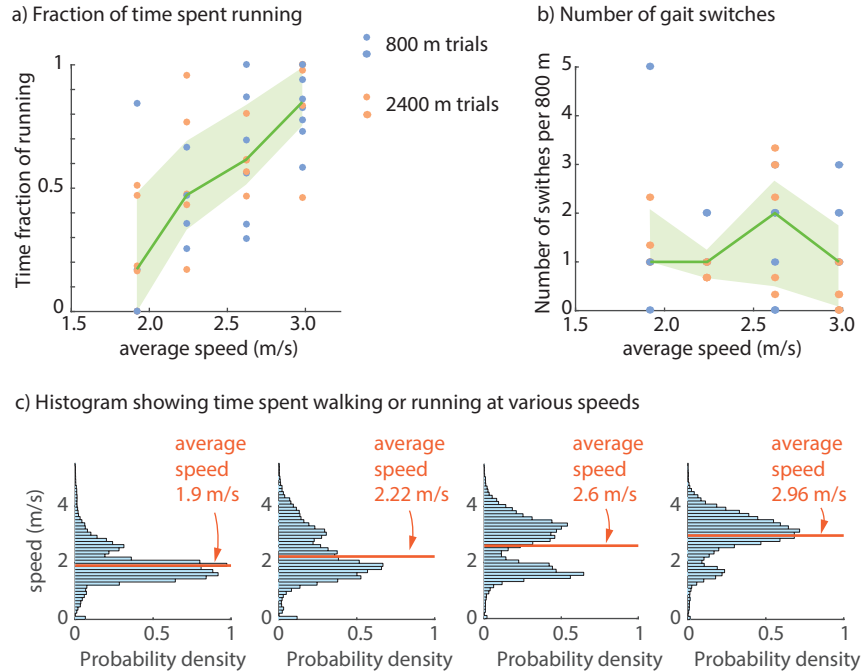 a) Fraction of time spent running
b) Number of gait switches
800 m trials
2400 m trials
Time fraction of running
1
0.5
0
1.5
2.0
2.5
3.0
average speed (m/s)
Number of swithes per 800 m
5
4
3
2
1
0
1.5
2.0
2.5
3.0
average speed (m/s)
c) Histogram showing time spent walking or running at various speeds
speed (m/s)
4
2
0
average
speed
1.9 m/s
0
0.5
1
Probability density
4
2
0
average
speed
2.22 m/s
0
0.5
1
Probability density
4
2
0
average
speed
2.6 m/s
0
0.5
1
Probability density
4
2
0
average
speed
2.96 m/s
0
0.5
1
Probability density